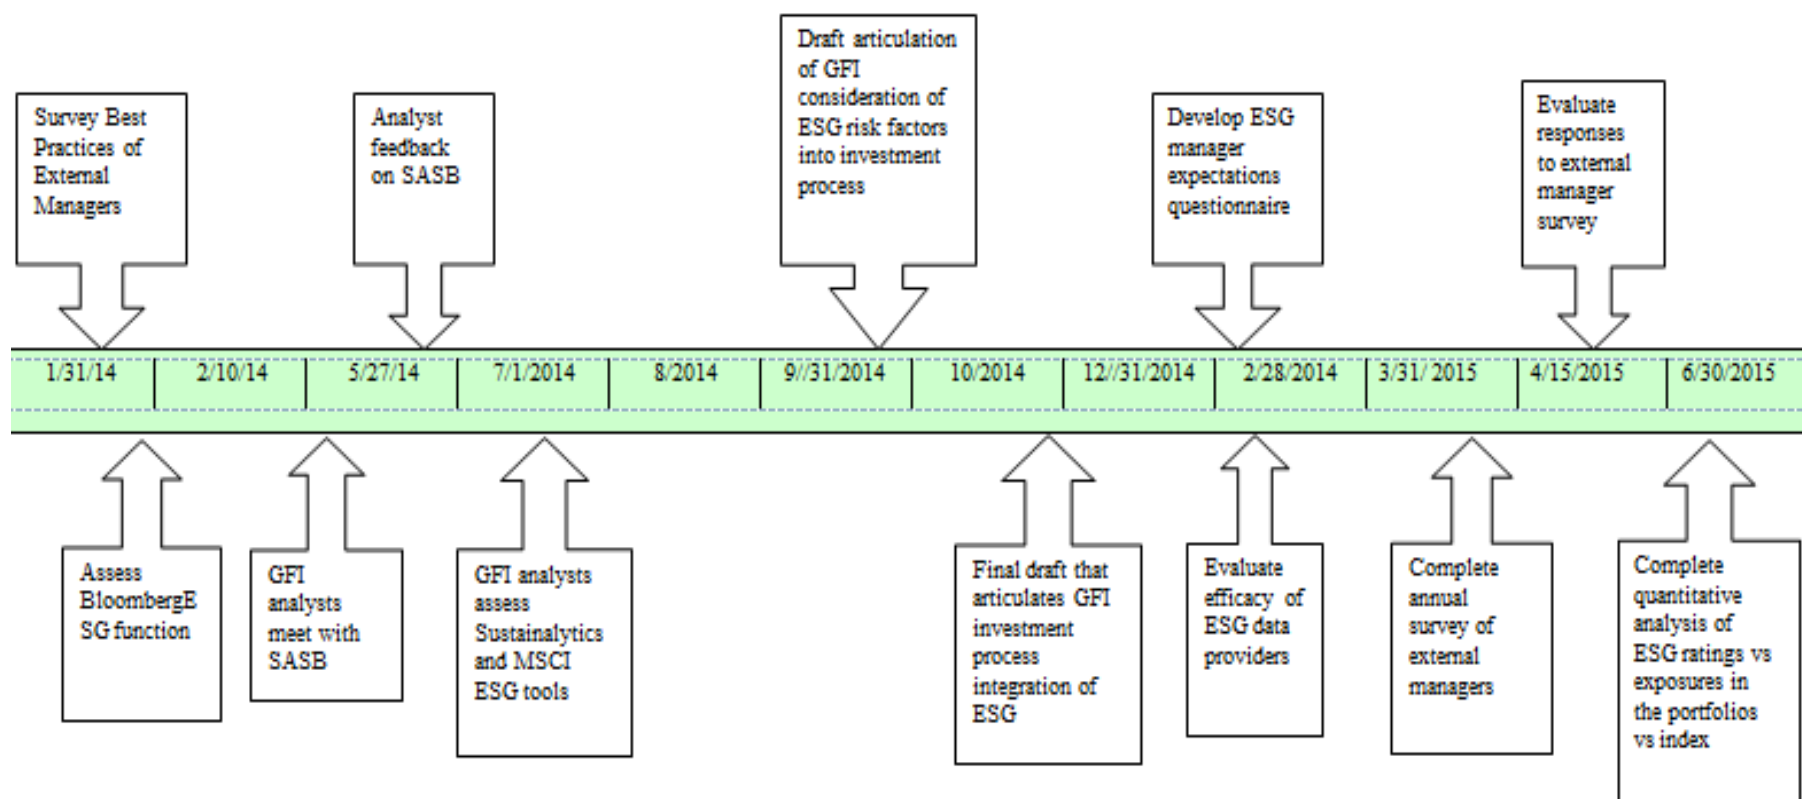 Survey Best
Practices of
External
Managers
Analyst
feedback
on SASB
Draft articulation
of GFI
consideration of
ESG risk factors
into investment
process
Develop ESG
manager
expectations
questionnaire
Evaluate
responses
to external
manager
survey
1/31/14
2/10/14
5/27/14
7/1/2014
8/2014
9//31/2014
10/2014
12//31/2014
2/28/2014
3/31/ 2015
4/15/2015
6/30/2015
Assess
BloombergE
SG function
GFI
analysts
meet with
SASB
GFI analysts
assess
Sustainalytics
and MSCI
ESG tools
Final draft that
articulates GFI
investment
process
integration of
ESG
Evaluate
efficacy of
ESG data
providers
Complete
annual
survey of
external
managers
Complete
quantitative
analysis of
ESG ratings vs
exposures in
the portfolios
vs index